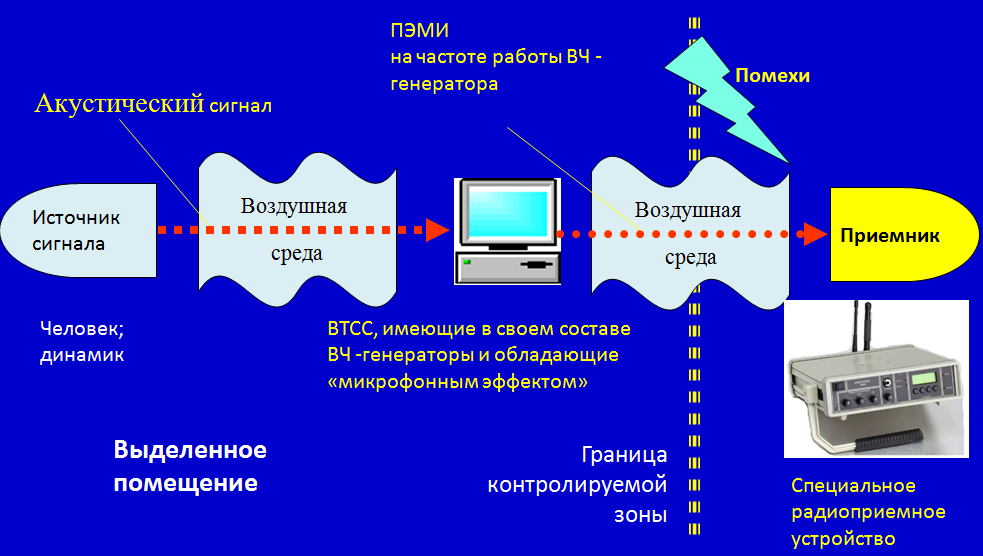 ПЭМИ
на частоте работы ВЧ -
генератора
Помехи
Акустический сигнал
Источник
сигнала
Воздушная
среда
Воздушная
среда
Приемник
Человек;
динамик
ВТСС, имеющие в своем составе
ВЧ -генераторы и обладающие
«микрофонным эффектом»
Выделенное
помещение
Граница
контролируемой
зоны
Специальное
радиоприемное
устройство